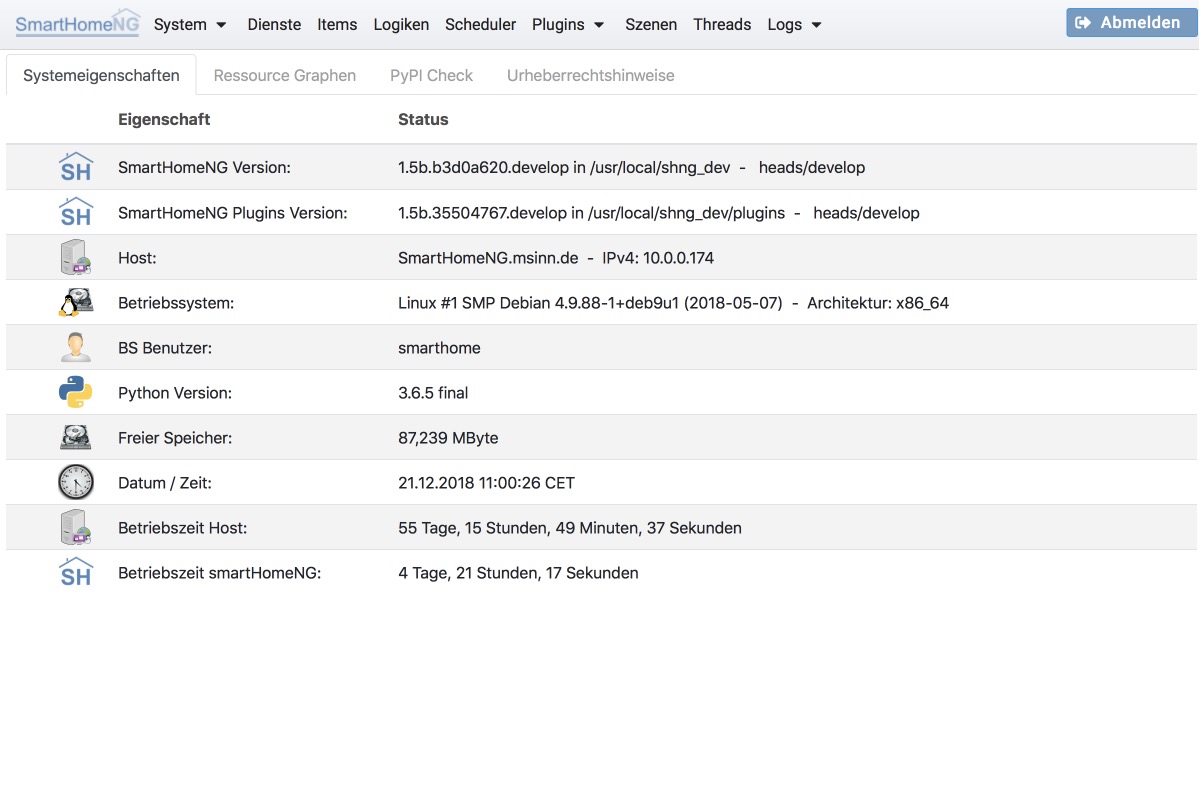 SmartHomeNG System Dienste Items Logiken Scheduler Plugins Szenen Threads Logs Abmelden
Systemeigenschaften Ressource Graphen PyPI Check Urheberrechtshinweise
Eigenschaft Status
SH SmartHomeNG Version: 1.5b.b3d0a620.develop in /usr/local/shng_dev - heads/develop
SH SmartHomeNG Plugins Version: 1.5b.35504767.develop in /usr/local/shng_dev/plugins - heads/develop
Host: SmartHomeNG.msinn.de - IPv4: 10.0.0.174
Betriebssystem: Linux #1 SMP Debian 4.9.88-1+deb9u1 (2018-05-07) - Architektur: x86_64
BS Benutzer: smarthome
Python Version: 3.6.5 final
Freier Speicher: 87,239 MByte
Datum / Zeit: 21.12.2018 11:00:26 CET
Betriebszeit Host: 55 Tage, 15 Stunden, 49 Minuten, 37 Sekunden
SH Betriebszeit smartHomeNG: 4 Tage, 21 Stunden, 17 Sekunden